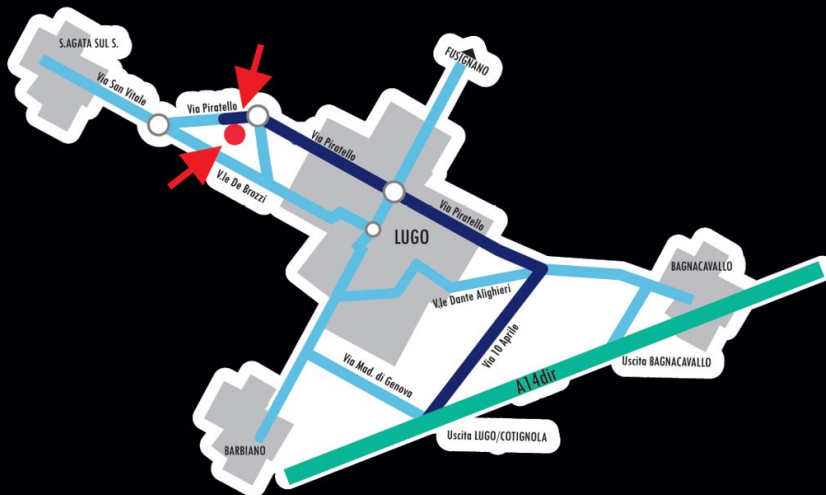 S.AGATA SUL S.
FUSIGNANO
Via San Vitale
Via Piratello
Via Piratello
V.le De Brozzi
Via Piratello
LUGO
BAGNACAVALLO
V.le Dante Alighieri
Via 10 Aprile
Uscita BAGNACAVALLO
Via Mad. di Genova
A14dir
Uscita LUGO/COTIGNOLA
BARBIANO